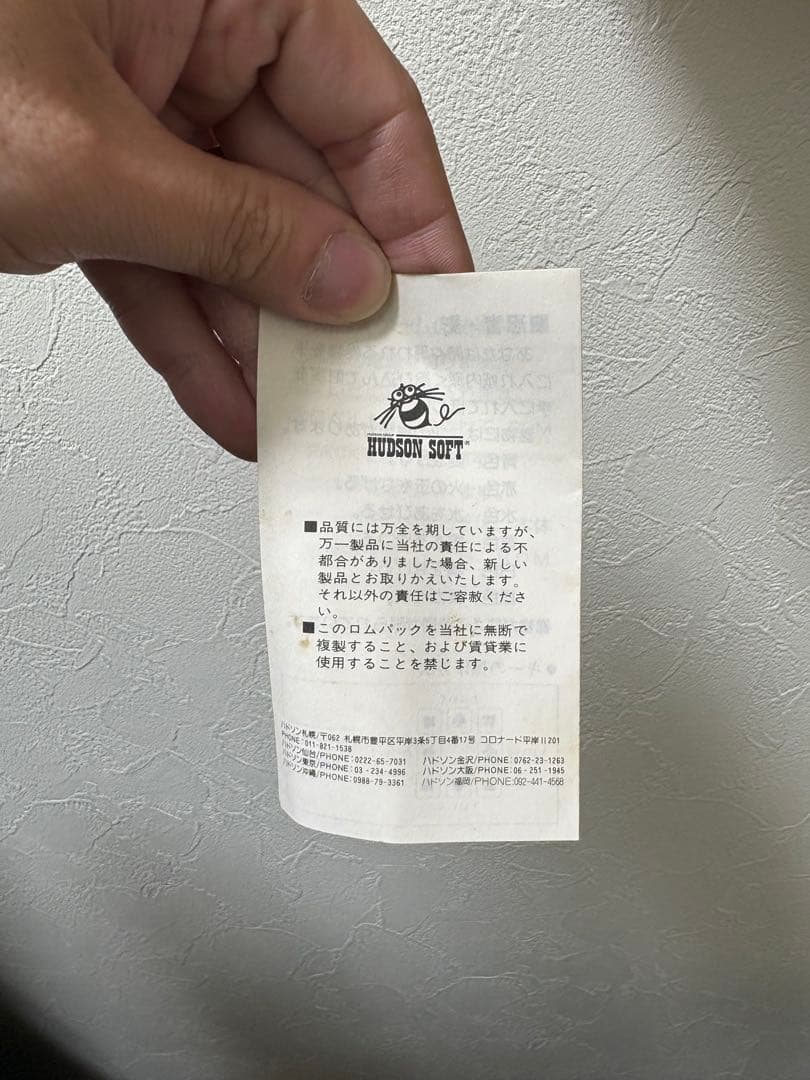 HUDSON SOFT®
■品質には万全を期していますが、
万一製品に当社の責任による不
都合がありました場合、新しい
製品とお取りかえいたします。
それ以外の責任はご容赦くださ
い。
■このロムパックを当社に無断で
複製すること、および賃貸業に
使用することを禁じます。
ハドソン札幌/〒062 札幌市豊平区平岸3条5丁目4番17号 コロナード平岸II201
PHONE:011-821-1538
ハドソン仙台/PHONE:0222-65-7031 ハドソン金沢/PHONE:0762-23-1263
ハドソン東京/PHONE:03-234-4996 ハドソン大阪/PHONE:06-251-1945
ハドソン沖縄/PHONE:0988-79-3361 ハドソン福岡/PHONE:092-441-4568